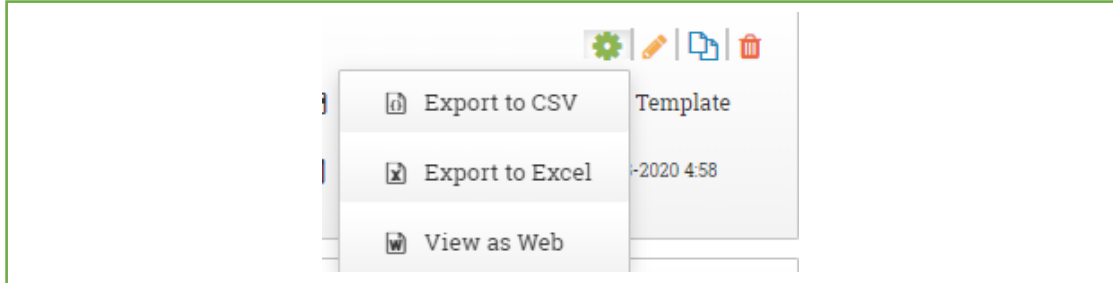 Export to CSV
Template
Export to Excel
-2020 4:58
View as Web